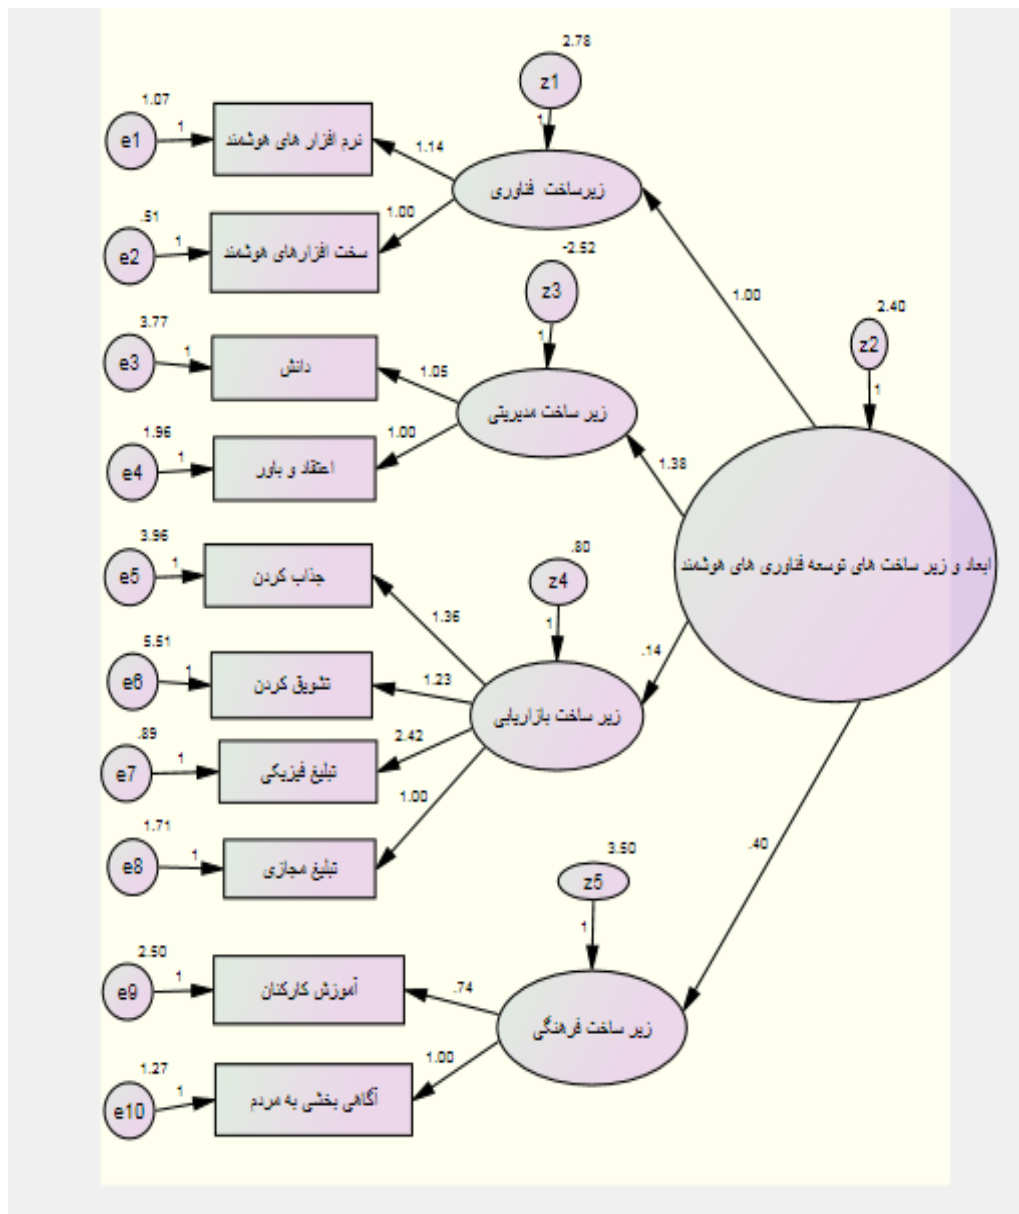 2.78
z1
1.07
e1
1
نرم افزار های هوشمند
1.14
1
زیرساخت فناوری
.51
e2
1
سخت افزارهای هوشمند
1.00
1.00
-2.52
z3
1
3.77
e3
1
دانش
1.05
زیر ساخت مدیریتی
1.96
e4
1
اعتقاد و باور
1.00
1.38
2.40
z2
1
ابعاد و زیر ساخت های توسعه فناوری های هوشمند
3.96
e5
1
جذاب کردن
1.36
.80
z4
1
.14
5.51
e6
1
تشویق کردن
1.23
زیر ساخت بازاریابی
.89
e7
1
تبلیغ فیزیکی
2.42
1.71
e8
1
تبلیغ مجازی
1.00
.40
3.50
z5
1
2.50
e9
1
آموزش کارکنان
.74
زیر ساخت فرهنگی
1.27
e10
1
آگاهی بخشی به مردم
1.00